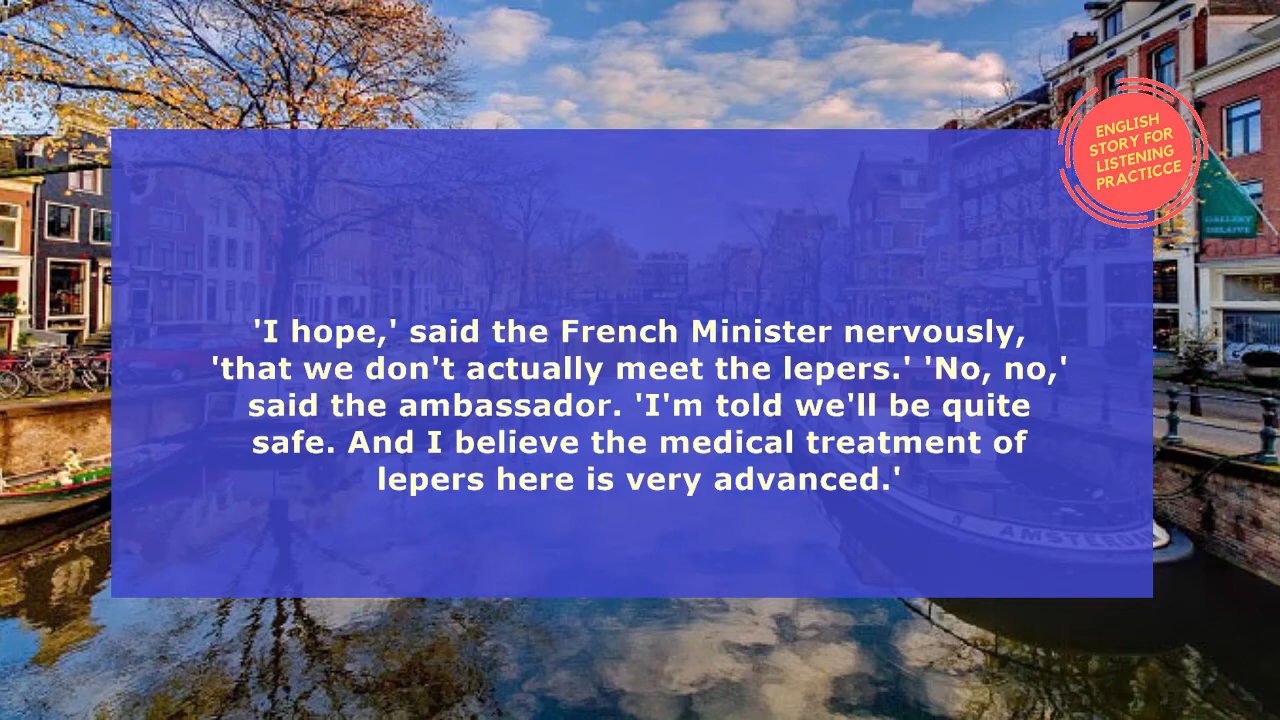 ENGLISH
STORY FOR
LISTENING
PRACTICCE
GALLERY
'I hope,' said the French Minister nervously,
'that we don't actually meet the lepers.' 'No, no,'
said the ambassador. 'I'm told we'll be quite
safe. And I believe the medical treatment of
lepers here is very advanced.'
N AMSTERDAM